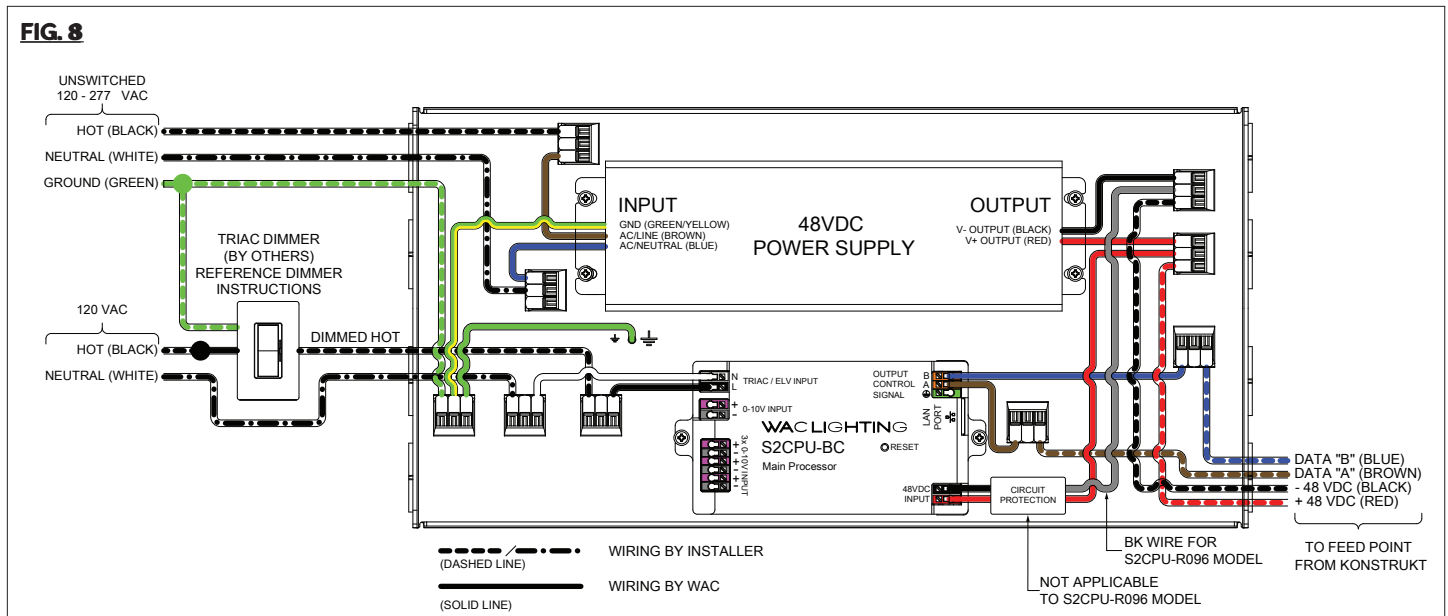 FIG. 8
UNSWITCHED
120 - 277 VAC
HOT (BLACK)
NEUTRAL (WHITE)
GROUND (GREEN)
TRIAC DIMMER
(BY OTHERS)
REFERENCE DIMMER
INSTRUCTIONS
120 VAC
HOT (BLACK)
NEUTRAL (WHITE)
DIMMED HOT
INPUT
GND (GREEN/YELLOW)
AC/LINE (BROWN)
AC/NEUTRAL (BLUE)
48VDC
POWER SUPPLY
OUTPUT
V- OUTPUT (BLACK)
V+ OUTPUT (RED)
N
L
TRIAC / ELV INPUT
+
-
0-10V INPUT
+
-
+
-
+
-
3x 0-10V INPUT
WAC LIGHTING
S2CPU-BC
Main Processor
RESET
OUTPUT
CONTROL
SIGNAL
B
A
LAN
PORT
48VDC
INPUT
CIRCUIT
PROTECTION
DATA "B" (BLUE)
DATA "A" (BROWN)
- 48 VDC (BLACK)
+ 48 VDC (RED)
TO FEED POINT
FROM KONSTRUKT
BK WIRE FOR
S2CPU-R096 MODEL
NOT APPLICABLE
TO S2CPU-R096 MODEL
WIRING BY INSTALLER
(DASHED LINE)
WIRING BY WAC
(SOLID LINE)